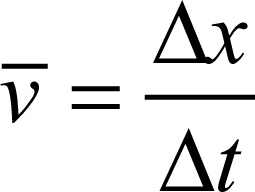 v̅ = Δx / Δt